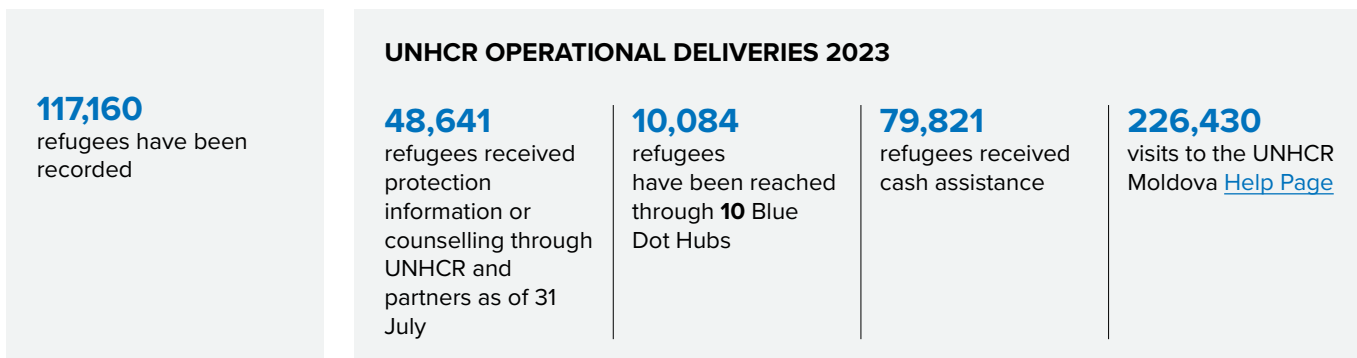 117,160
refugees have been
recorded
UNHCR OPERATIONAL DELIVERIES 2023
48,641
refugees received
protection
information or
counselling through
UNHCR and
partners as of 31
July
10,084
refugees
have been reached
through 10 Blue
Dot Hubs
79,821
refugees received
cash assistance
226,430
visits to the UNHCR
Moldova Help Page